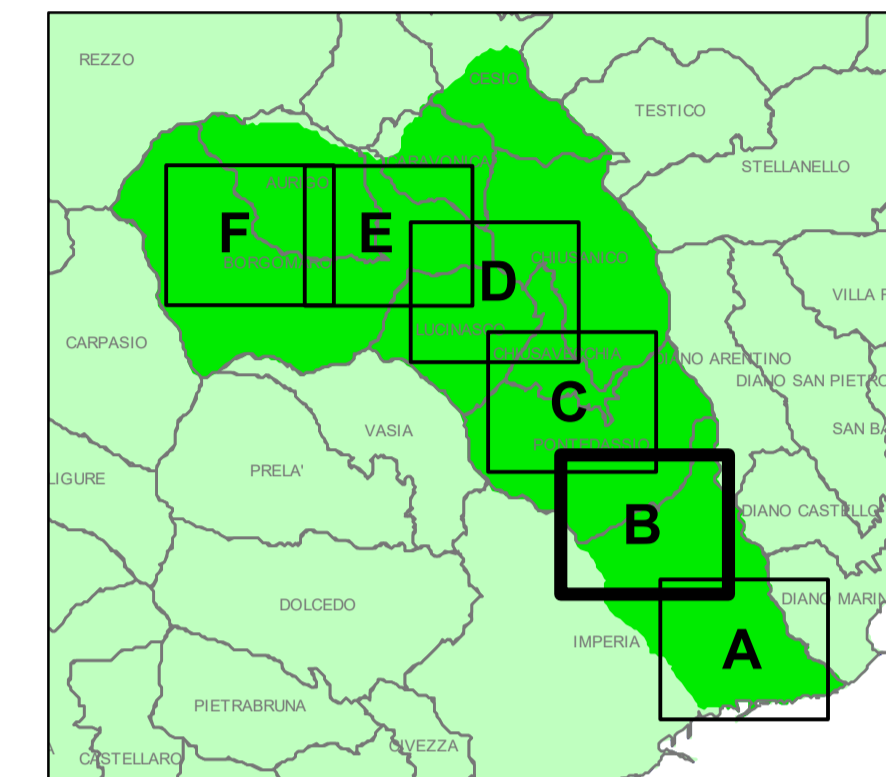 REZZO
CESIO
TESTICO
CARAVONICA
STELLANELLO
AURIGO
F
E
BORGOMARO
CHIUSANICO
D
VILLA F
LUCINASCO
CARPASIO
CHIUSAVECCHIA
DIANO ARENTINO
DIANO SAN PIETRO
C
VASIA
SAN BA
PONTEDASSIO
PRELA'
LIGURE
DIANO CASTELLO
B
DIANO MARIN
DOLCEDO
IMPERIA
A
PIETRABRUNA
CIVEZZA
CASTELLARO